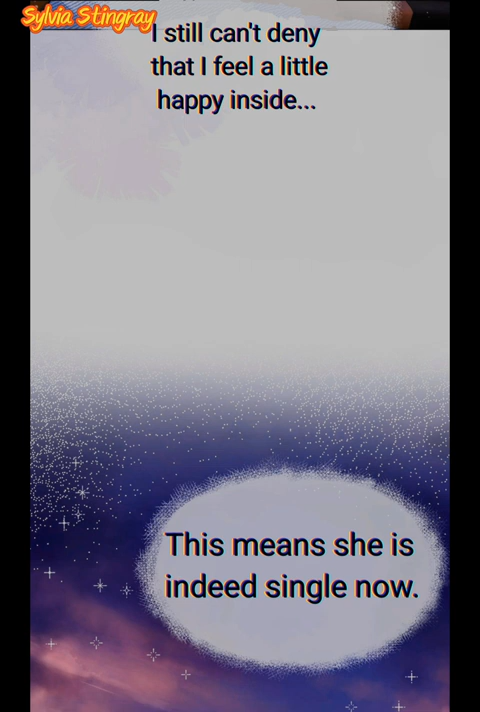 Sylvia Stingray
I still can't deny
that I feel a little
happy inside...
This means she is
indeed single now.